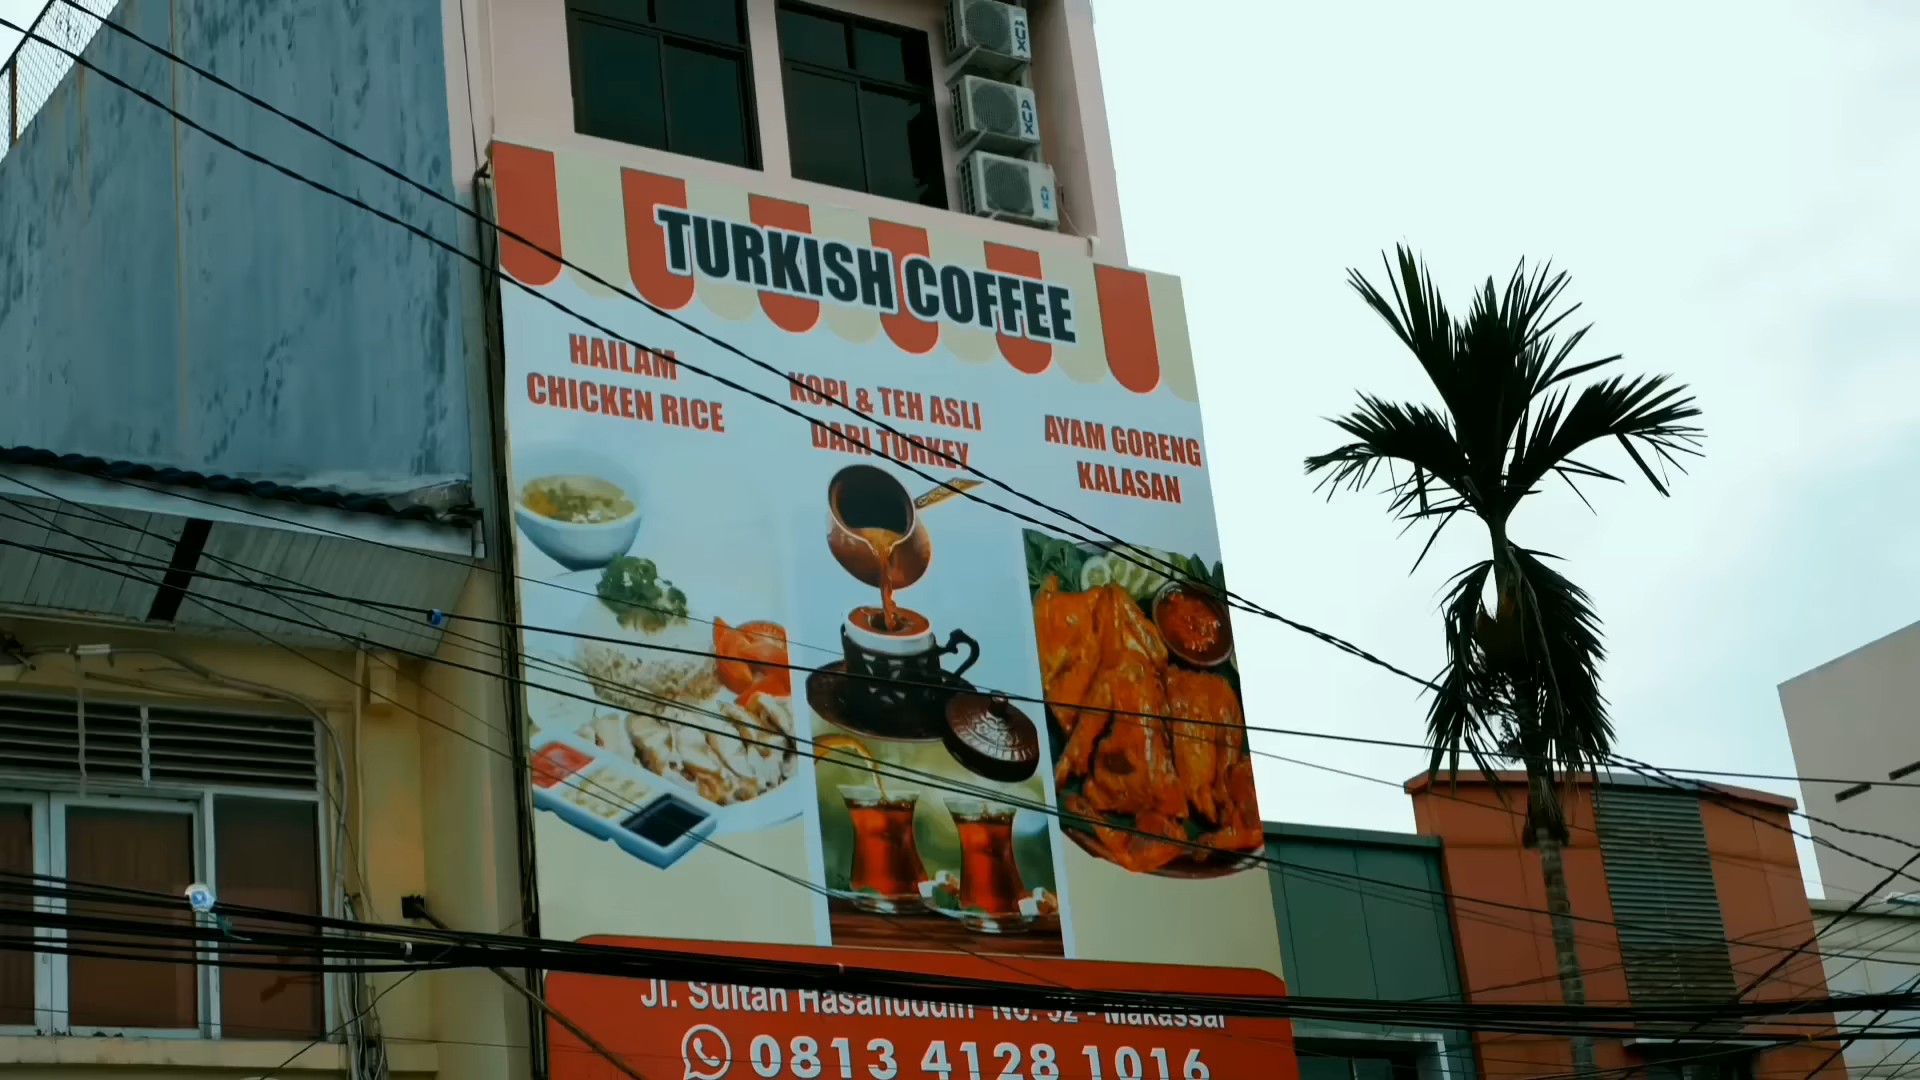 AUX
AUX
AUX
TURKISH COFFEE
HAILAM
CHICKEN RICE
KOPI & TEH ASLI
DARI TURKEY
AYAM GORENG
KALASAN
Jl. Sultan Hasanuddin No. 52 - Makassar
0813 4128 1016